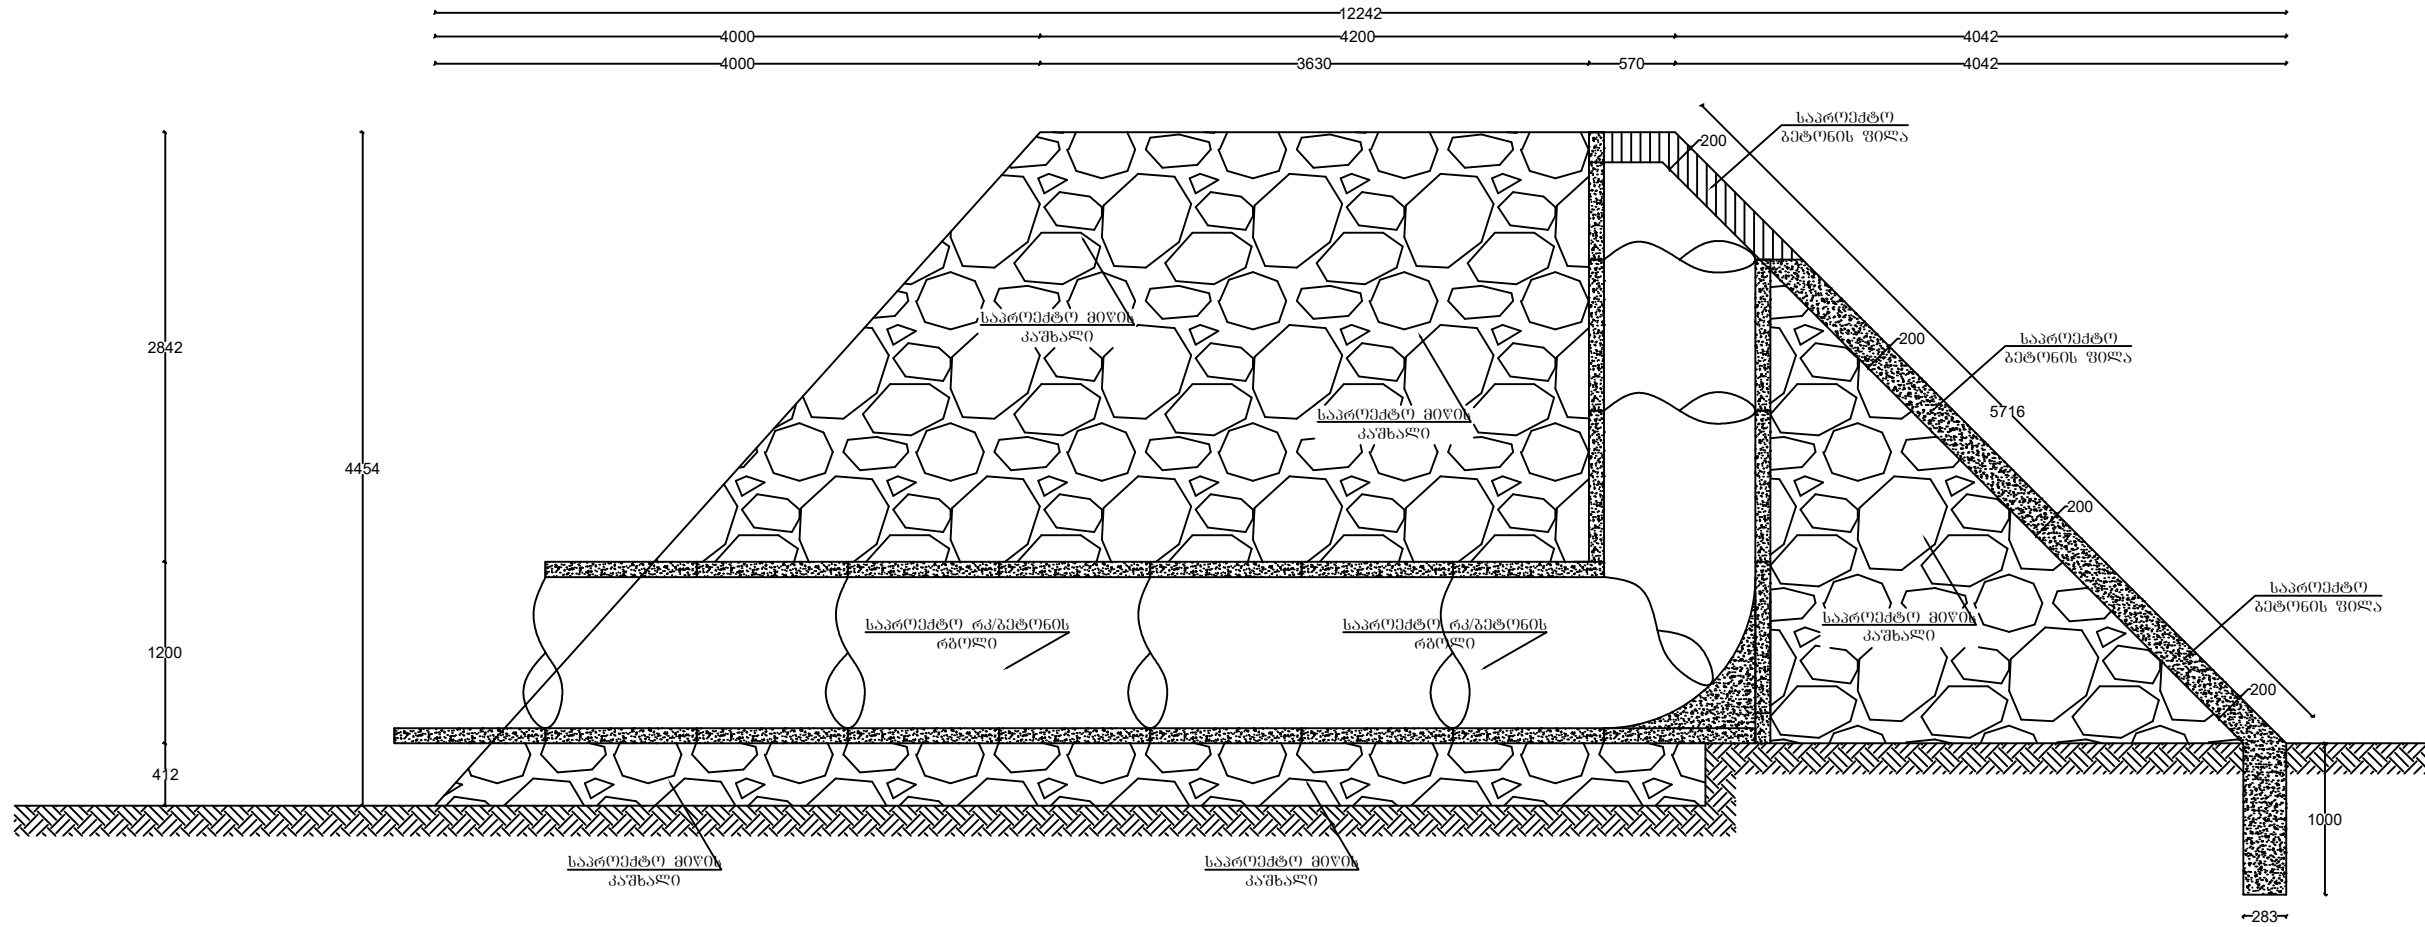 12242
4000 4200 4042
4000 3630 570 4042
საპროექტო
ბეტონის ფილა
200
საპროექტო მიწის
კაშხალი
200
საპროექტო
ბეტონის ფილა
2842
5716
საპროექტო მიწის
კაშხალი
4454
200
საპროექტო
ბეტონის ფილა
საპროექტო რკ/ბეტონის
რგოლი
საპროექტო რკ/ბეტონის
რგოლი
საპროექტო მიწის
კაშხალი
1200
200
412
1000
საპროექტო მიწის
კაშხალი
საპროექტო მიწის
კაშხალი
283